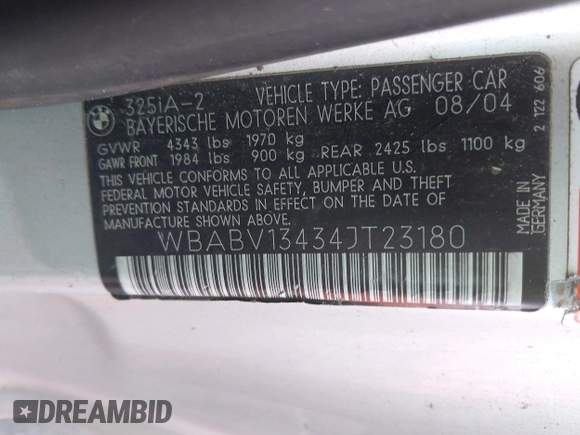 325iA-2 VEHICLE TYPE: PASSENGER CAR
BAYERISCHE MOTOREN WERKE AG 08/04
GVWR 4343 lbs 1970 kg
GAWR FRONT 1984 lbs 900 kg REAR 2425 lbs 1100 kg
THIS VEHICLE CONFORMS TO ALL APPLICABLE U.S.
FEDERAL MOTOR VEHICLE SAFETY, BUMPER AND THEFT
PREVENTION STANDARDS IN EFFECT ON THE DATE OF
MANUFACTURE SHOWN ABOVE.
WBABV13434JT23180
MADE IN
GERMANY
2 122 606
DREAMBID